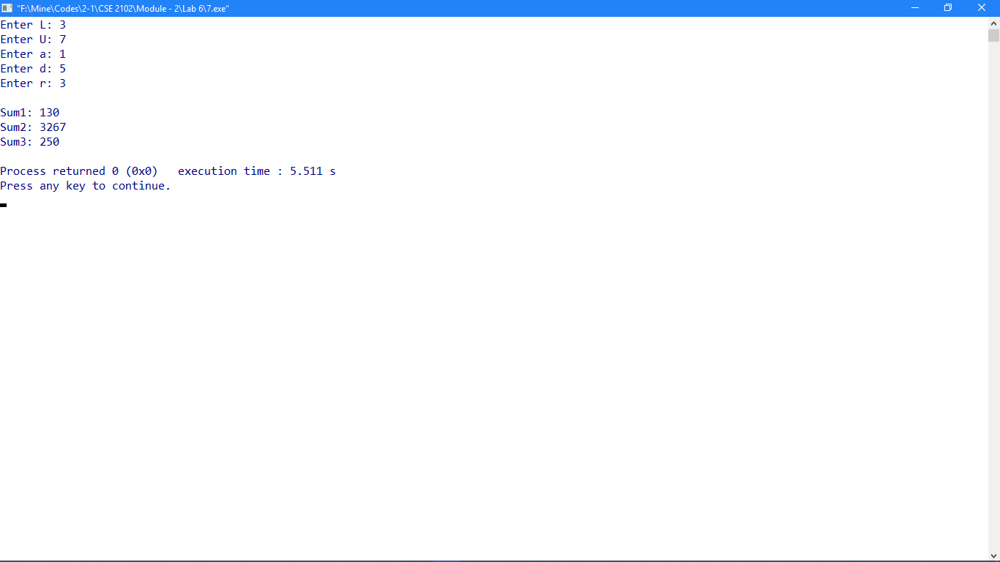 "F:\Mine\Codes\2-1\CSE 2102\Module - 2\Lab 6\7.exe"
Enter L: 3
Enter U: 7
Enter a: 1
Enter d: 5
Enter r: 3
Sum1: 130
Sum2: 3267
Sum3: 250
Process returned 0 (0x0)   execution time : 5.511 s
Press any key to continue.